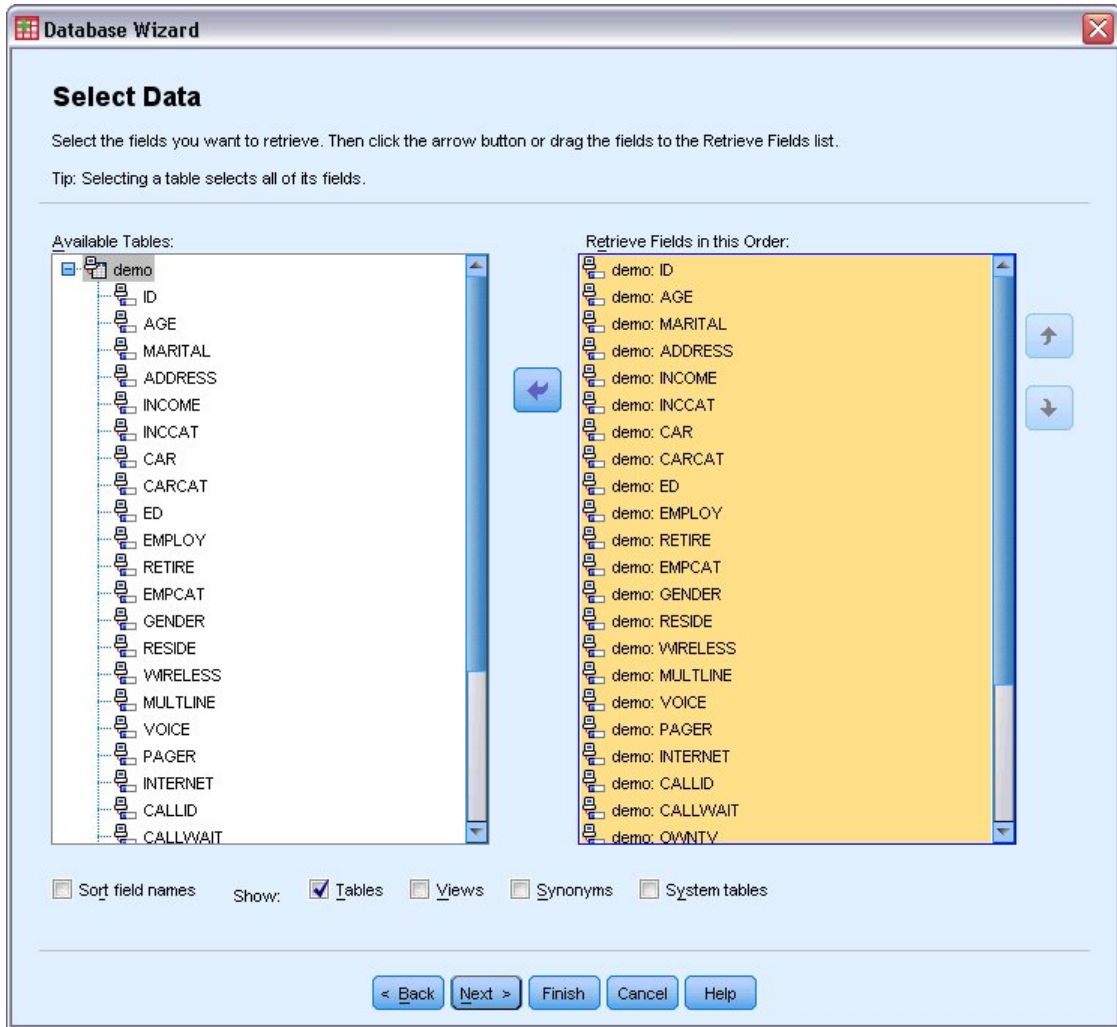 Database Wizard
Select Data
Select the fields you want to retrieve. Then click the arrow button or drag the fields to the Retrieve Fields list.
Tip: Selecting a table selects all of its fields.
Available Tables:
demo
ID
AGE
MARITAL
ADDRESS
INCOME
INCCAT
CAR
CARCAT
ED
EMPLOY
RETIRE
EMPCAT
GENDER
RESIDE
WIRELESS
MULTLINE
VOICE
PAGER
INTERNET
CALLID
CALLWAIT
Retrieve Fields in this Order:
demo: ID
demo: AGE
demo: MARITAL
demo: ADDRESS
demo: INCOME
demo: INCCAT
demo: CAR
demo: CARCAT
demo: ED
demo: EMPLOY
demo: RETIRE
demo: EMPCAT
demo: GENDER
demo: RESIDE
demo: WIRELESS
demo: MULTLINE
demo: VOICE
demo: PAGER
demo: INTERNET
demo: CALLID
demo: CALLWAIT
demo: OWNTV
Sort field names Show: Tables Views Synonyms System tables
< Back Next > Finish Cancel Help